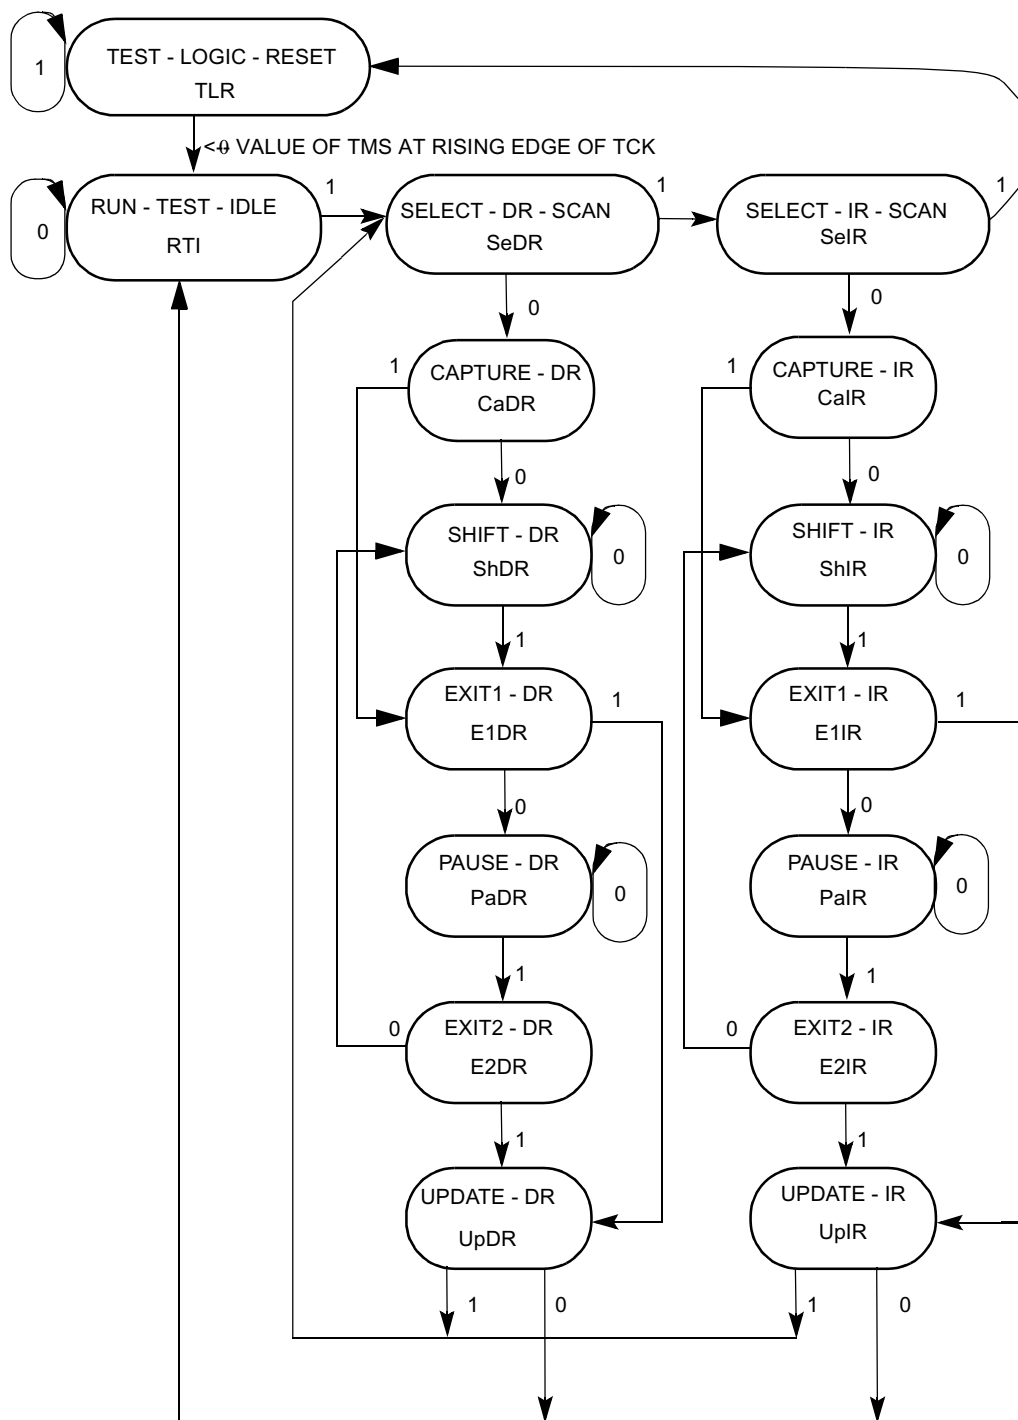 TEST - LOGIC - RESET
TLR
1
<0 VALUE OF TMS AT RISING EDGE OF TCK
RUN - TEST - IDLE
RTI
0
1
SELECT - DR - SCAN
SeDR
1
SELECT - IR - SCAN
SeIR
1
0
0
1
CAPTURE - DR
CaDR
1
CAPTURE - IR
CaIR
0
0
SHIFT - DR
ShDR
0
SHIFT - IR
ShIR
0
1
1
EXIT1 - DR
E1DR
1
EXIT1 - IR
E1IR
1
0
0
PAUSE - DR
PaDR
0
PAUSE - IR
PaIR
0
1
1
0
EXIT2 - DR
E2DR
0
EXIT2 - IR
E2IR
1
1
UPDATE - DR
UpDR
UPDATE - IR
UpIR
1
0
1
0